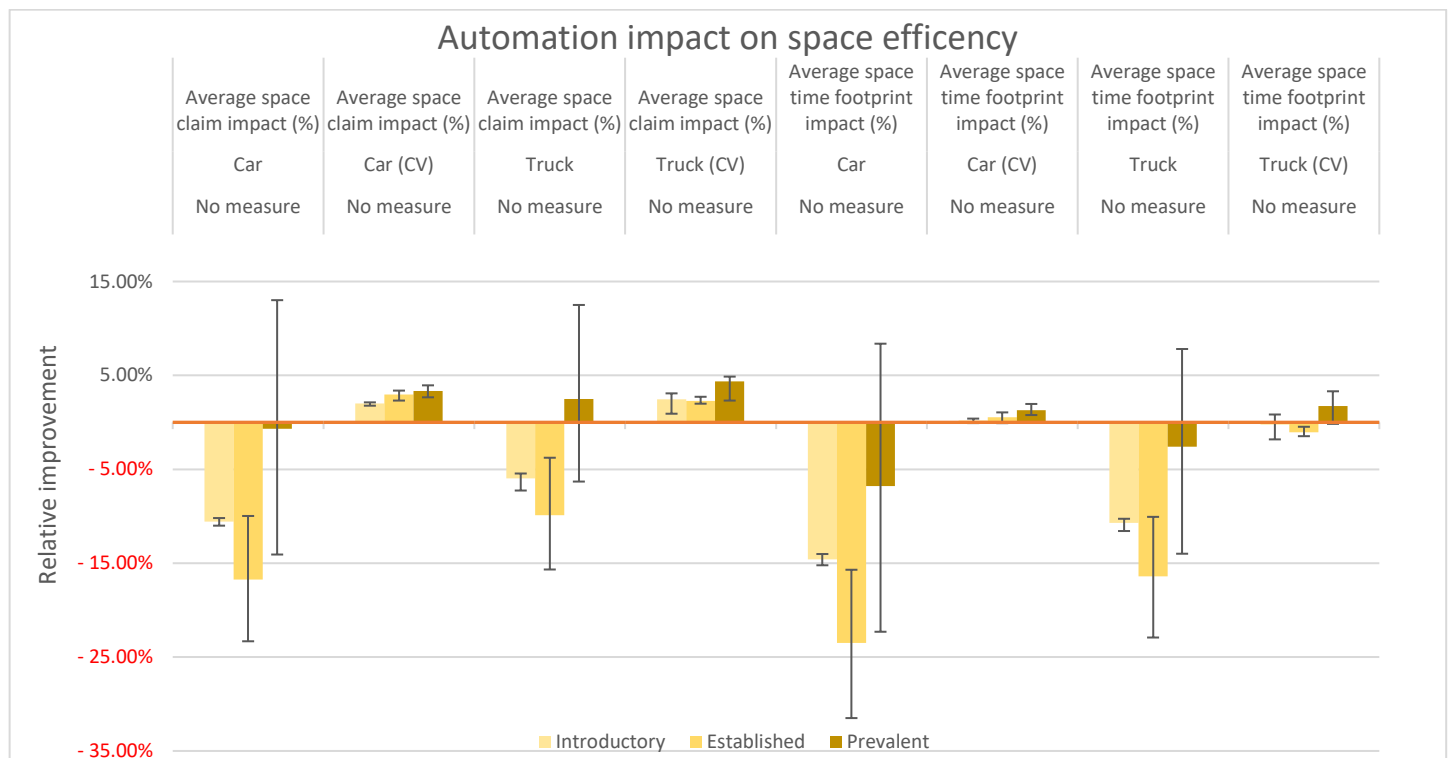 Automation impact on space efficency
Average space claim impact (%)
Average space claim impact (%)
Average space claim impact (%)
Average space claim impact (%)
Average space time footprint impact (%)
Average space time footprint impact (%)
Average space time footprint impact (%)
Average space time footprint impact (%)
Car
Car (CV)
Truck
Truck (CV)
Car
Car (CV)
Truck
Truck (CV)
No measure
No measure
No measure
No measure
No measure
No measure
No measure
No measure
Relative improvement
15.00%
5.00%
- 5.00%
- 15.00%
- 25.00%
- 35.00%
Introductory
Established
Prevalent